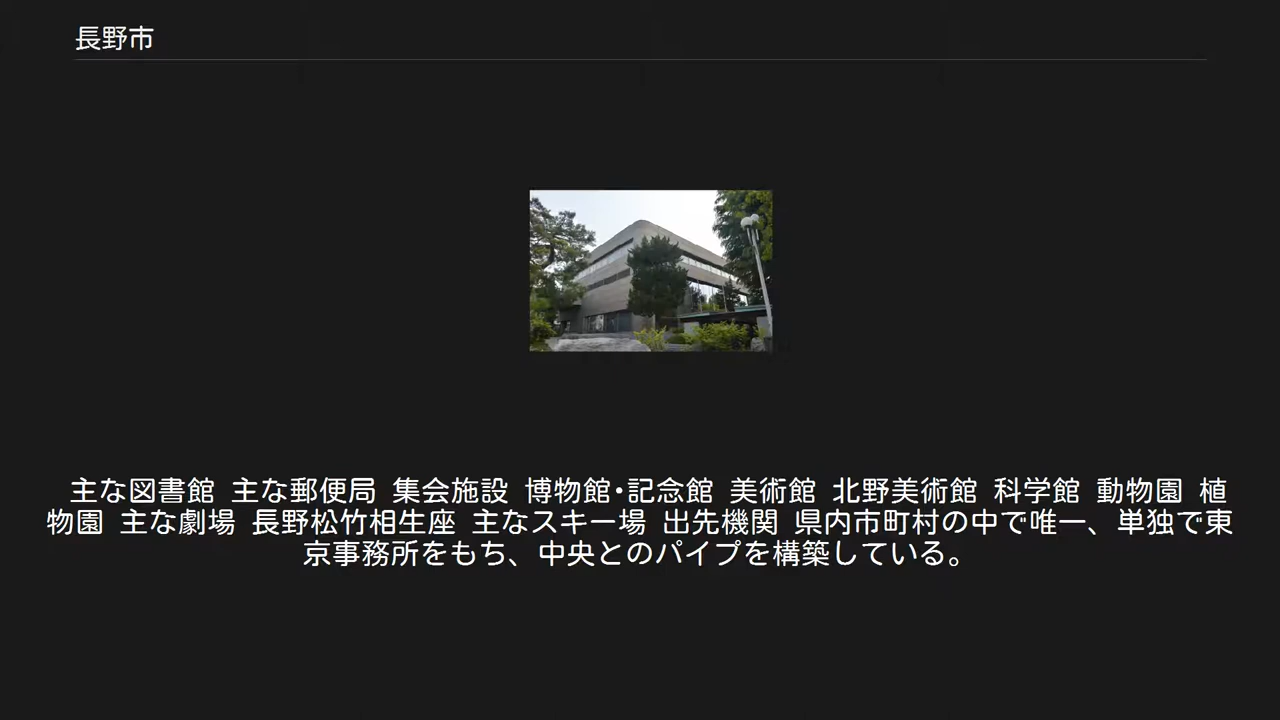 長野市
主な図書館 主な郵便局 集会施設 博物館・記念館 美術館 北野美術館 科学館 動物園 植
物園 主な劇場 長野松竹相生座 主なスキー場 出先機関 県内市町村の中で唯一、単独で東
京事務所をもち、中央とのパイプを構築している。